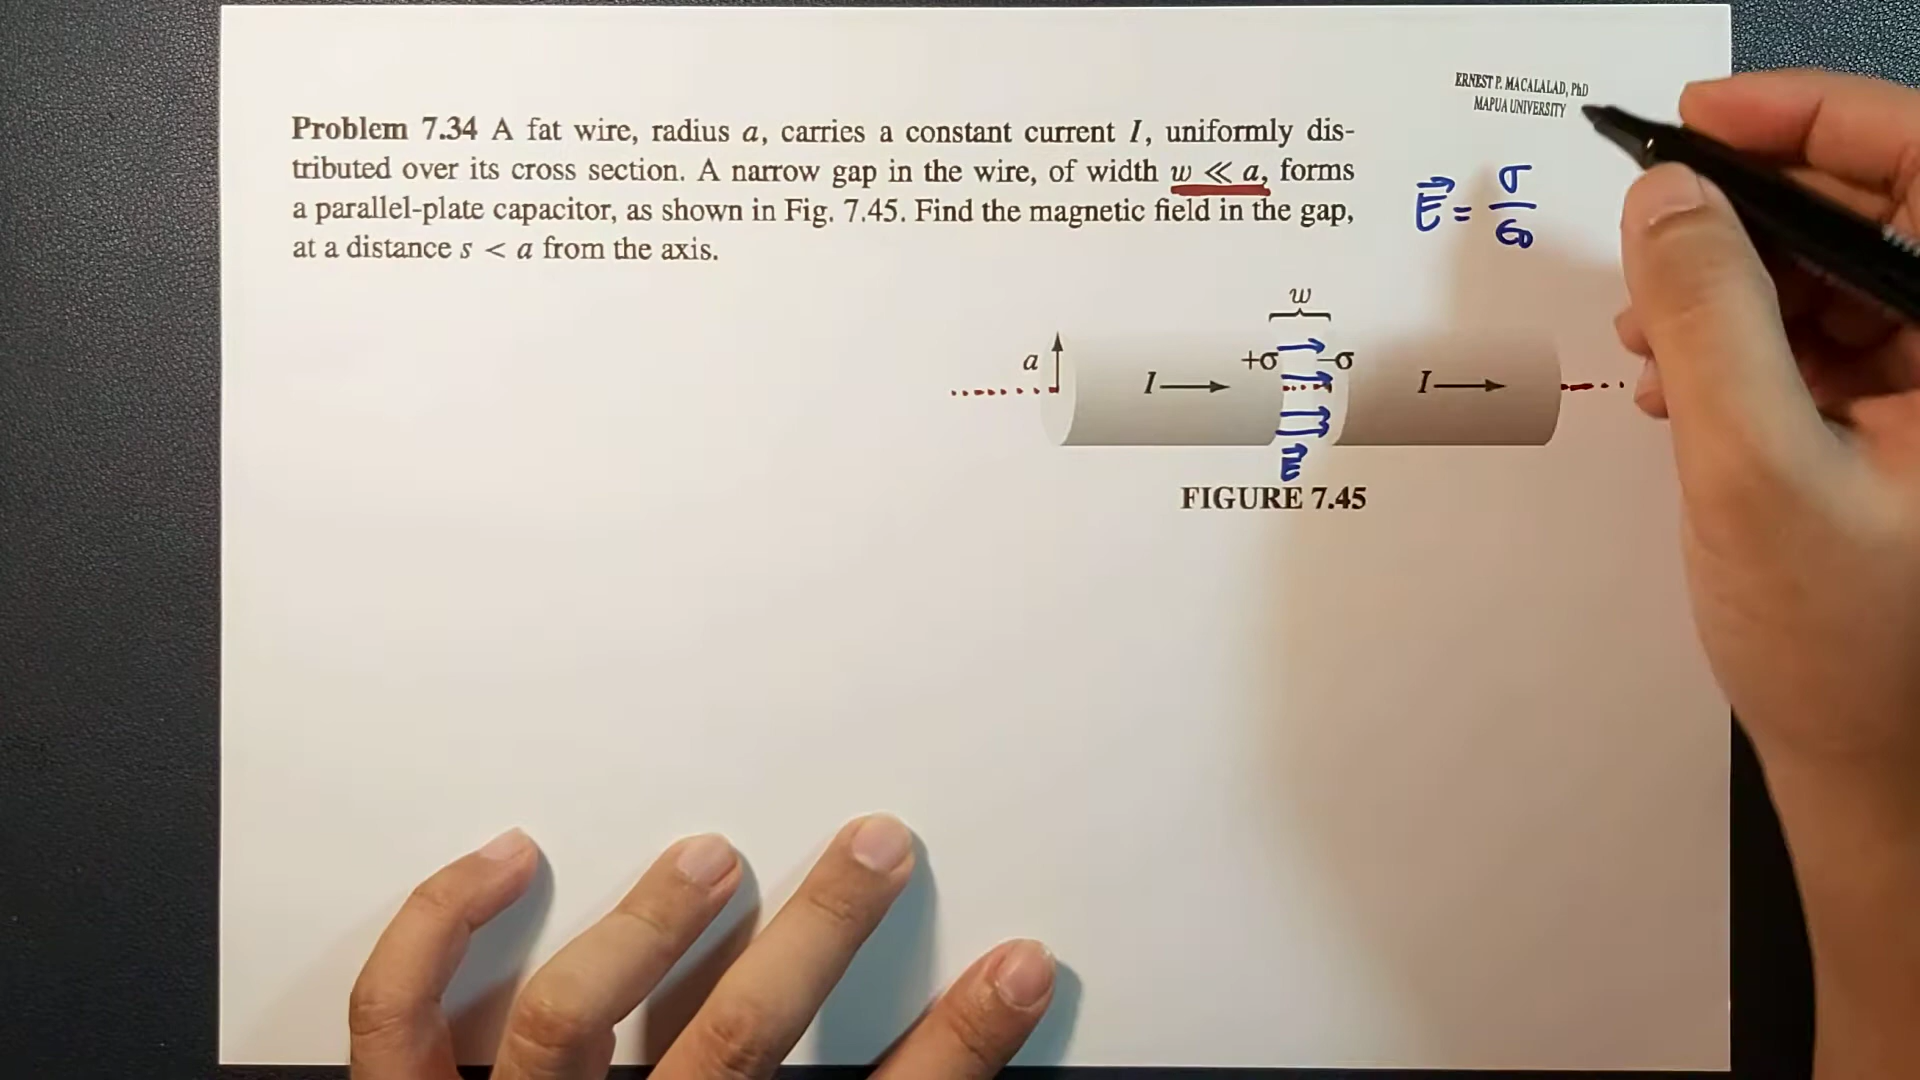 ERNEST P. MACALALAD, PhD
MAPUA UNIVERSITY
Problem 7.34 A fat wire, radius a, carries a constant current I, uniformly dis-
tributed over its cross section. A narrow gap in the wire, of width w ≪ a, forms
a parallel-plate capacitor, as shown in Fig. 7.45. Find the magnetic field in the gap,
at a distance s < a from the axis.
E⃗ = σ/ϵ0
w
a
I
+σ
−σ
I
E⃗
FIGURE 7.45